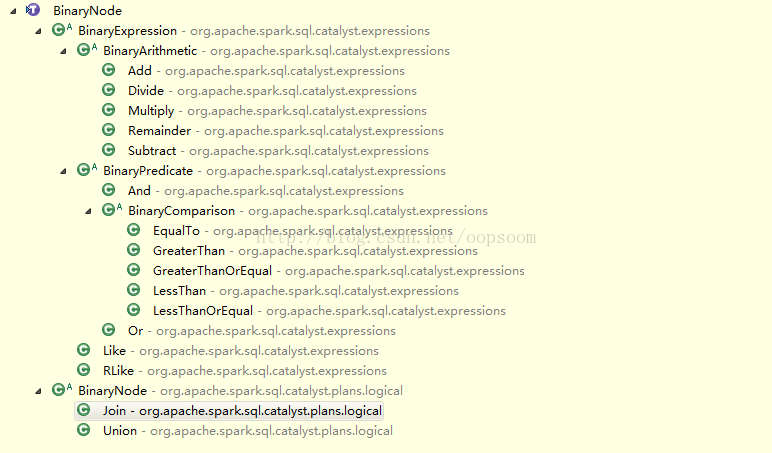 BinaryNode
BinaryExpression - org.apache.spark.sql.catalyst.expressions
BinaryArithmetic - org.apache.spark.sql.catalyst.expressions
Add - org.apache.spark.sql.catalyst.expressions
Divide - org.apache.spark.sql.catalyst.expressions
Multiply - org.apache.spark.sql.catalyst.expressions
Remainder - org.apache.spark.sql.catalyst.expressions
Subtract - org.apache.spark.sql.catalyst.expressions
BinaryPredicate - org.apache.spark.sql.catalyst.expressions
And - org.apache.spark.sql.catalyst.expressions
BinaryComparison - org.apache.spark.sql.catalyst.expressions
EqualTo - org.apache.spark.sql.catalyst.expressions
http://blog.csdn.net/oopsoom
GreaterThan - org.apache.spark.sql.catalyst.expressions
GreaterThanOrEqual - org.apache.spark.sql.catalyst.expressions
LessThan - org.apache.spark.sql.catalyst.expressions
LessThanOrEqual - org.apache.spark.sql.catalyst.expressions
Or - org.apache.spark.sql.catalyst.expressions
Like - org.apache.spark.sql.catalyst.expressions
RLike - org.apache.spark.sql.catalyst.expressions
BinaryNode - org.apache.spark.sql.catalyst.plans.logical
Join - org.apache.spark.sql.catalyst.plans.logical
Union - org.apache.spark.sql.catalyst.plans.logical